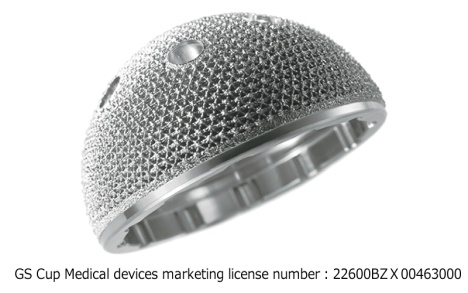 GS Cup Medical devices marketing license number : 22600BZX00463000